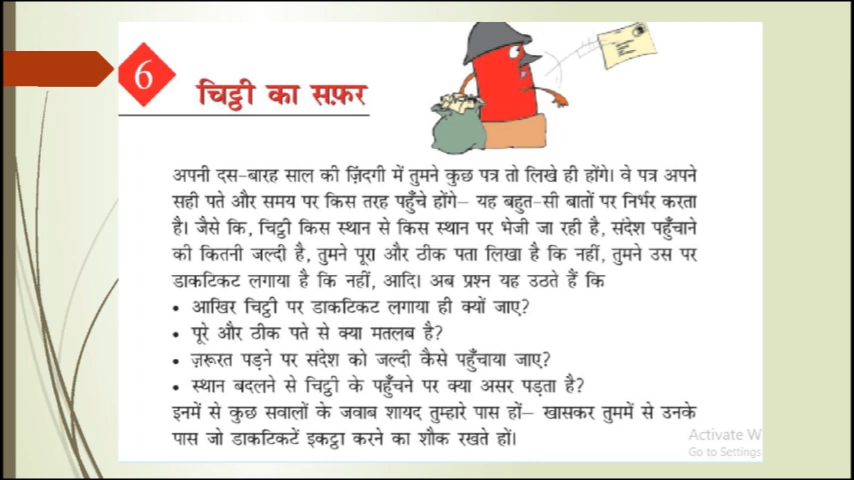 6
चिट्ठी का सफ़र
अपनी दस-बारह साल की ज़िंदगी में तुमने कुछ पत्र तो लिखे ही होंगे। वे पत्र अपने
सही पते और समय पर किस तरह पहुँचे होंगे– यह बहुत-सी बातों पर निर्भर करता
है। जैसे कि, चिट्ठी किस स्थान से किस स्थान पर भेजी जा रही है, संदेश पहुँचाने
की कितनी जल्दी है, तुमने पूरा और ठीक पता लिखा है कि नहीं, तुमने उस पर
डाकटिकट लगाया है कि नहीं, आदि। अब प्रश्न यह उठते हैं कि
• आखिर चिट्ठी पर डाकटिकट लगाया ही क्यों जाए?
• पूरे और ठीक पते से क्या मतलब है?
• ज़रूरत पड़ने पर संदेश को जल्दी कैसे पहुँचाया जाए?
• स्थान बदलने से चिट्ठी के पहुँचने पर क्या असर पड़ता है?
इनमें से कुछ सवालों के जवाब शायद तुम्हारे पास हों– खासकर तुममें से उनके
पास जो डाकटिकटें इकट्ठा करने का शौक रखते हों।
Activate W
Go to Settings